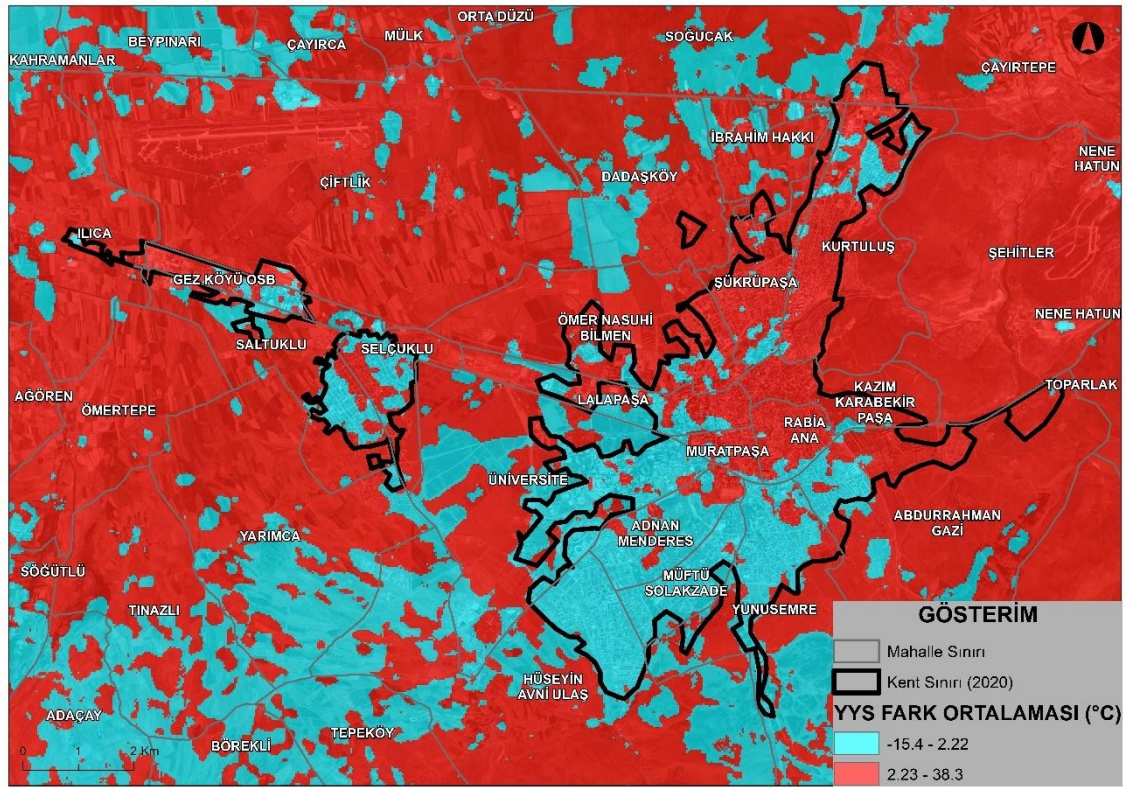 ORTA DÜZÜ
BEYPINARI
ÇAYIRCA
MÜLK
SOĞUCAK
KAHRAMANLAR
ÇAYIRTEPE
İBRAHİM HAKKI
NENE
HATUN
DADAŞKÖY
ÇİFTLİK
ILICA
KURTULUŞ
ŞEHİTLER
GEZ KÖYÜ OSB
ŞÜKRÜPAŞA
NENE HATUN
ÖMER NASUHİ
BİLMEN
SALTUKLU
SELÇUKLU
AĞÖREN
ÖMERTEPE
LALAPAŞA
KAZIM
KARABEKİR
PAŞA
TOPARLAK
RABİA
ANA
MURATPAŞA
ÜNİVERSİTE
ABDURRAHMAN
GAZİ
YARIMCA
ADNAN
MENDERES
SÖĞÜTLÜ
MÜFTÜ
SOLAKZADE
TINAZLI
YUNUSEMRE
HÜSEYİN
AVNİ ULAŞ
ADAÇAY
TEPEKÖY
BÖREKLİ
0 1 2 Km
GÖSTERİM
Mahalle Sınırı
Kent Sınırı (2020)
YYS FARK ORTALAMASI (°C)
-15.4 - 2.22
2.23 - 38.3